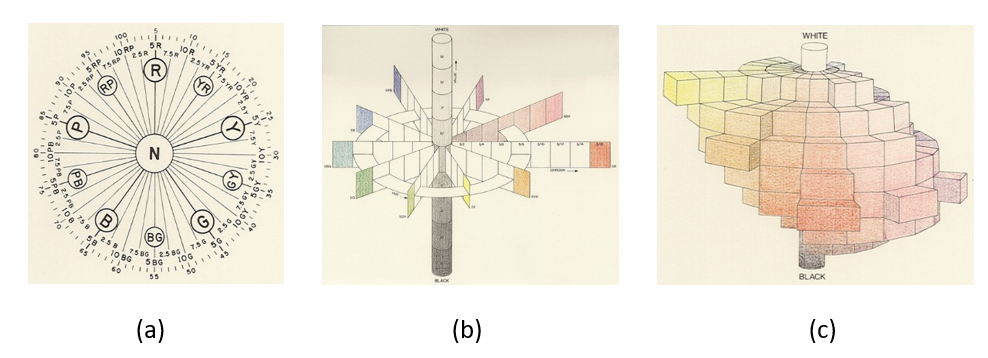 5
10
15
20
25
30
35
40
45
50
55
60
65
70
75
80
85
90
95
100
5R
7.5R
10R
2.5YR
5YR
7.5YR
10YR
2.5Y
5Y
7.5Y
10Y
2.5GY
5GY
7.5GY
10GY
2.5G
5G
7.5G
10G
2.5BG
5BG
7.5BG
10BG
2.5B
5B
7.5B
10B
2.5PB
5PB
7.5PB
10PB
2.5P
5P
7.5P
10P
2.5RP
5RP
7.5RP
10RP
2.5R
R
YR
Y
GY
G
BG
B
PB
P
RP
N
(a)
WHITE
CHROMA
BLACK
(b)
WHITE
BLACK
(c)